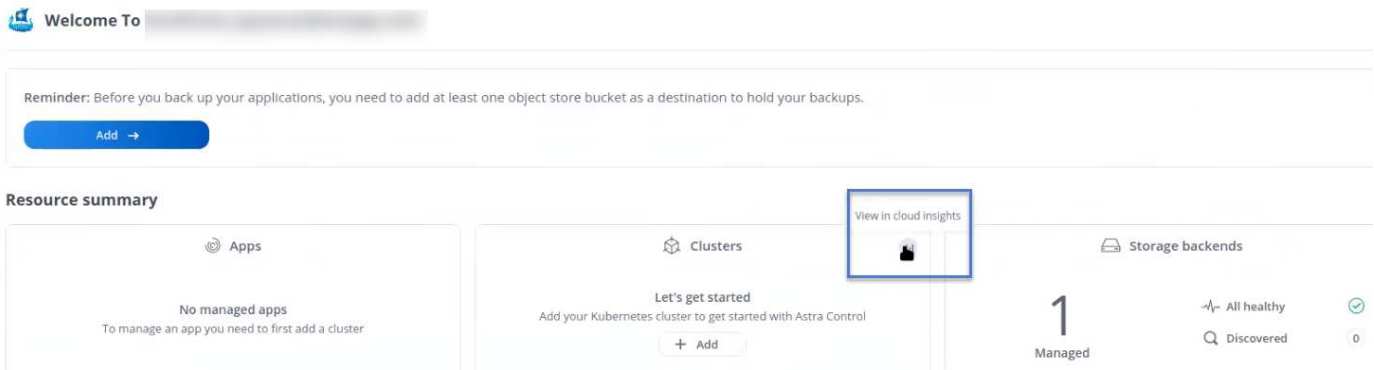 Welcome To
Reminder: Before you back up your applications, you need to add at least one object store bucket as a destination to hold your backups.
Add →
Resource summary
View in cloud insights
Apps
No managed apps
To manage an app you need to first add a cluster
Clusters
Let's get started
Add your Kubernetes cluster to get started with Astra Control
+ Add
Storage backends
1
Managed
All healthy
Discovered 0